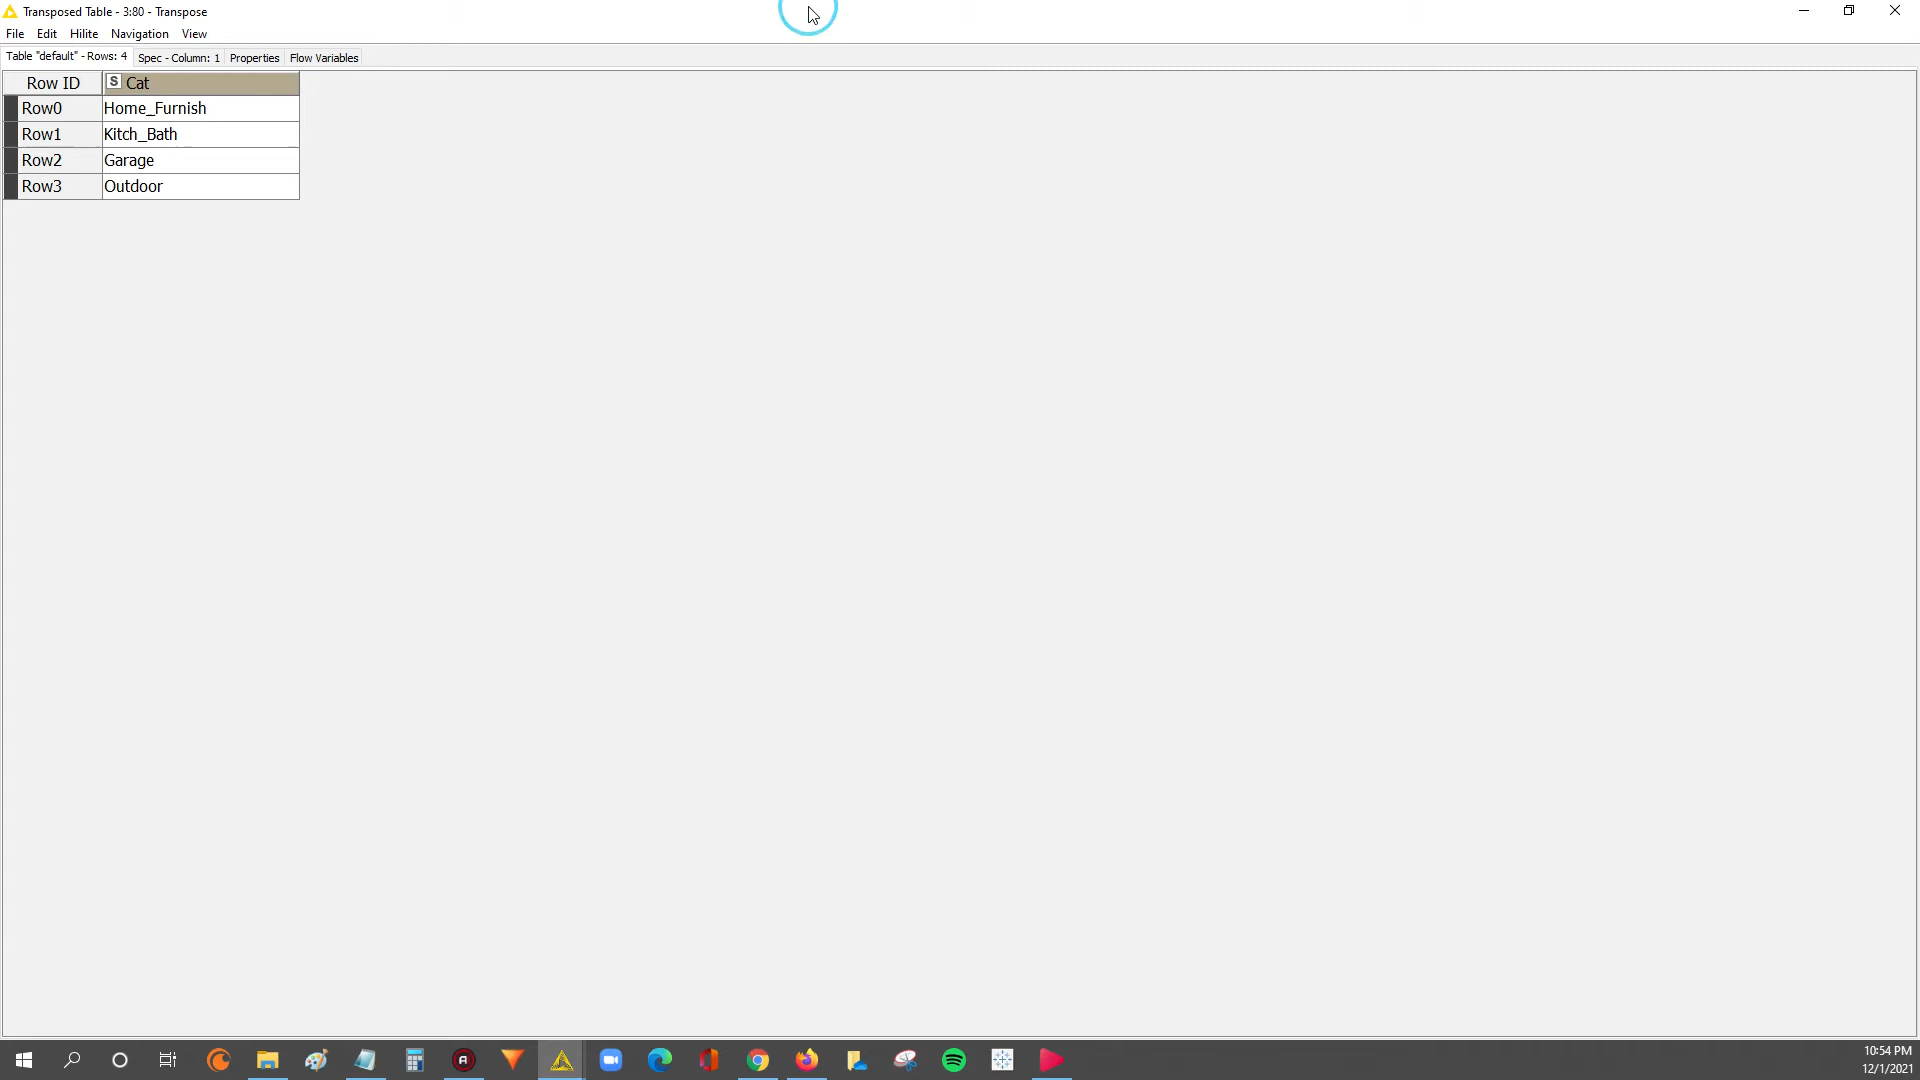 Transposed Table - 3:80 - Transpose
File Edit Hilite Navigation View
Table "default" - Rows: 4 Spec - Column: 1 Properties Flow Variables
Row ID S Cat
Row0 Home_Furnish
Row1 Kitch_Bath
Row2 Garage
Row3 Outdoor
10:54 PM
12/1/2021